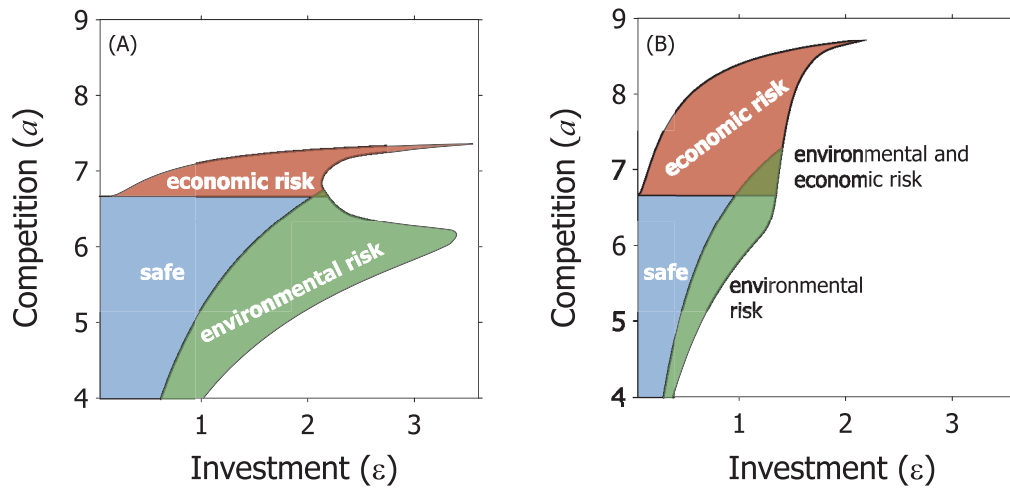 (A)
9
8
7
6
5
4
Competition (a)
economic risk
safe
environmental risk
1
2
3
Investment (ε)
(B)
9
8
7
6
5
4
Competition (a)
economic risk
environmental and
economic risk
safe
environmental
risk
1
2
3
Investment (ε)